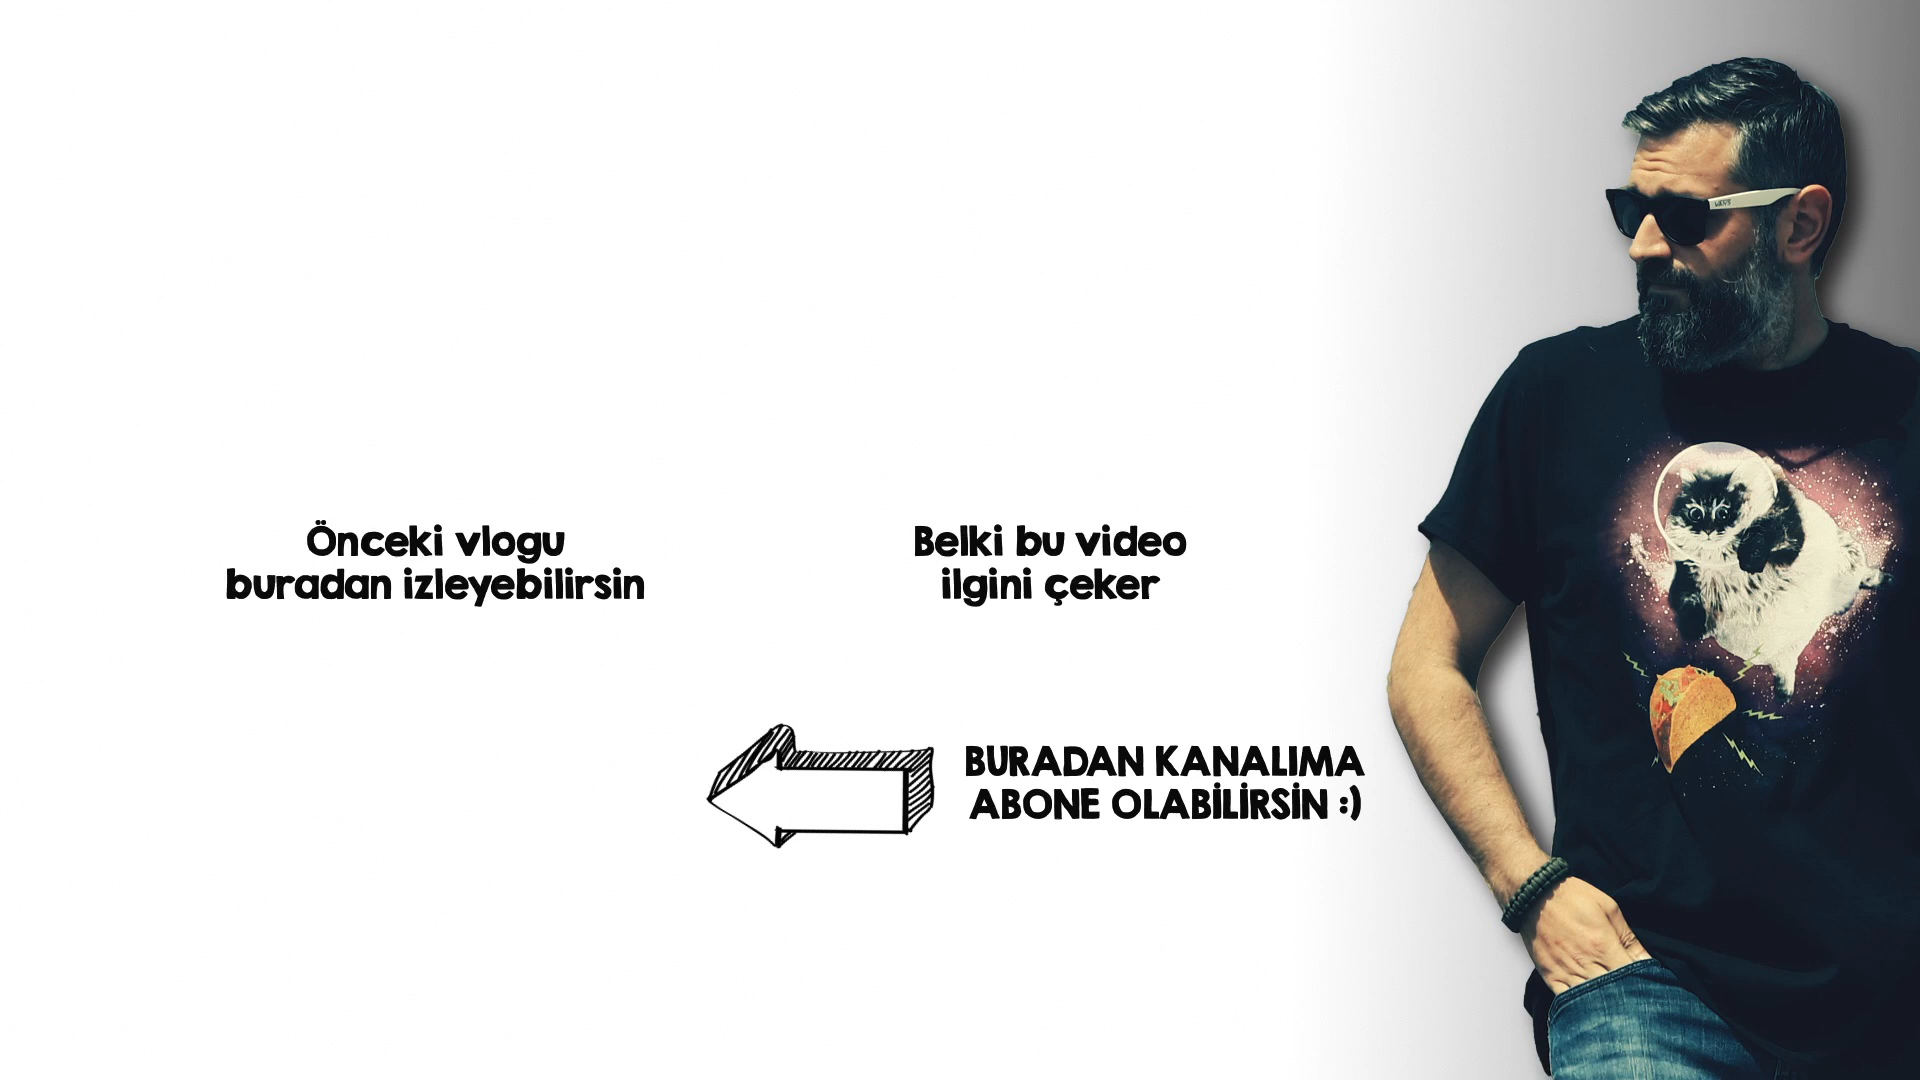 Önceki vlogu
buradan izleyebilirsin
Belki bu video
ilgini çeker
BURADAN KANALIMA
ABONE OLABİLİRSİN :)